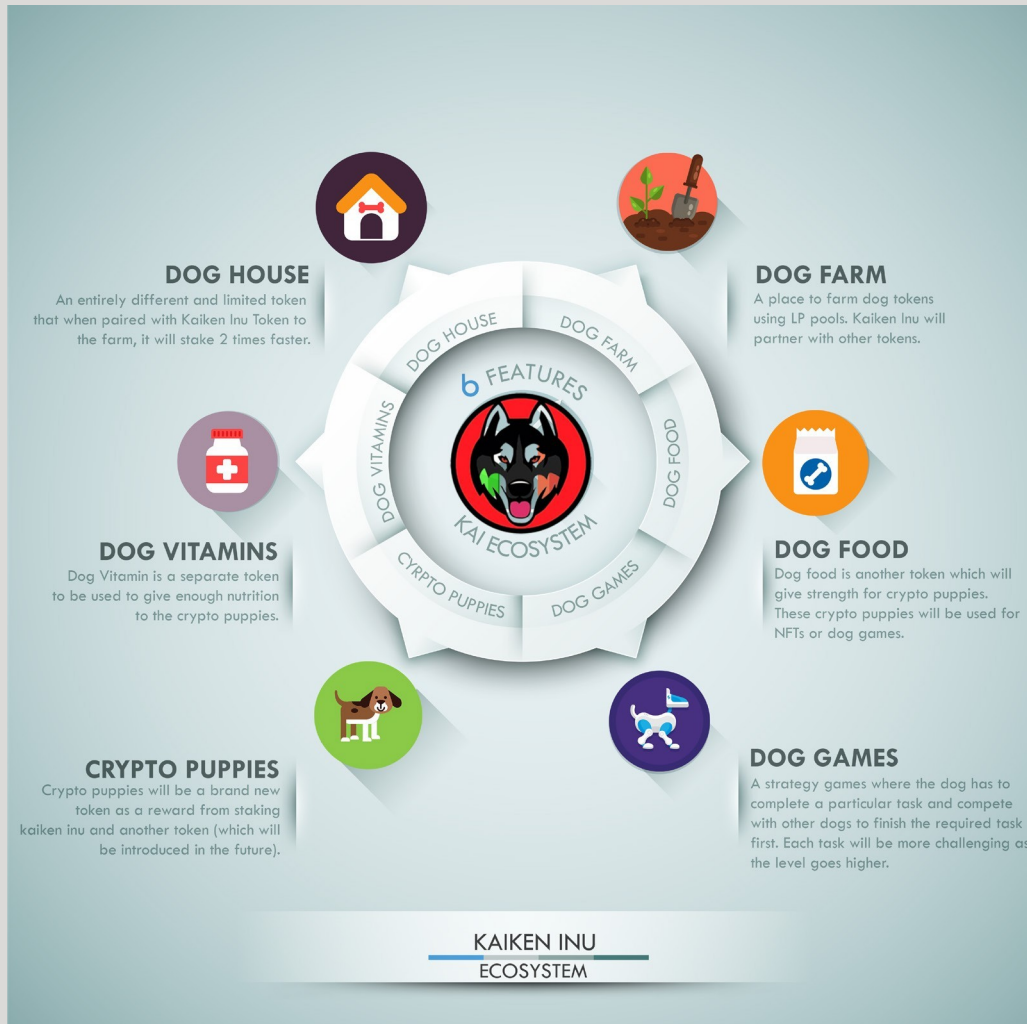 DOG HOUSE
An entirely different and limited token
that when paired with Kaiken Inu Token to
the farm, it will stake 2 times faster.
DOG FARM
A place to farm dog tokens
using LP pools. Kaiken Inu will
partner with other tokens.
DOG HOUSE
DOG FARM
DOG VITAMINS
DOG FOOD
CYRPTO PUPPIES
DOG GAMES
6 FEATURES
KAI ECOSYSTEM
DOG VITAMINS
Dog Vitamin is a separate token
to be used to give enough nutrition
to the crypto puppies.
DOG FOOD
Dog food is another token which will
give strength for crypto puppies.
These crypto puppies will be used for
NFTs or dog games.
CRYPTO PUPPIES
Crypto puppies will be a brand new
token as a reward from staking
kaiken inu and another token (which will
be introduced in the future).
DOG GAMES
A strategy games where the dog has to
complete a particular task and compete
with other dogs to finish the required task
first. Each task will be more challenging as
the level goes higher.
KAIKEN INU
ECOSYSTEM